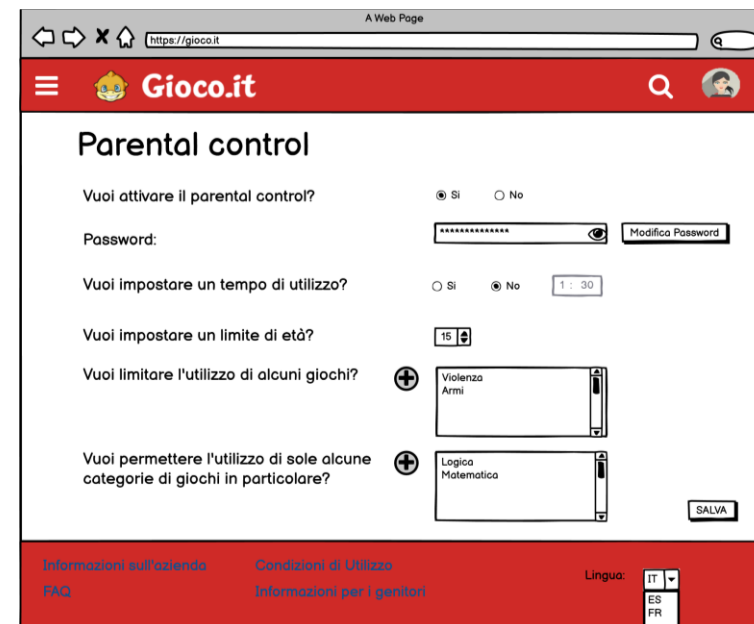 A Web Page
https://gioco.it
Gioco.it
Parental control
Vuoi attivare il parental control?
Si No
Password:
**************
Modifica Password
Vuoi impostare un tempo di utilizzo?
Si No
1 : 30
Vuoi impostare un limite di età?
15
Vuoi limitare l'utilizzo di alcuni giochi?
Violenza
Armi
Vuoi permettere l'utilizzo di sole alcune
categorie di giochi in particolare?
Logica
Matematica
SALVA
Informazioni sull'azienda
Condizioni di Utilizzo
FAQ
Informazioni per i genitori
Lingua:
IT
ES
FR